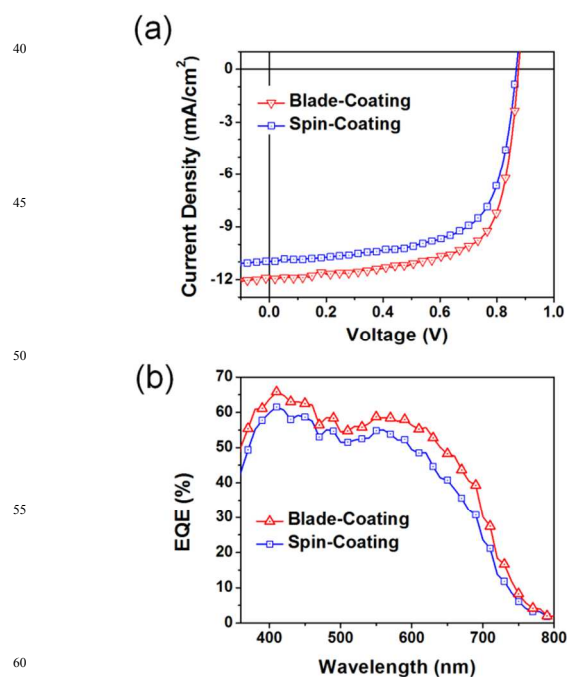 (a)
40
45
50
55
60
0
-3
-6
-9
-12
Current Density (mA/cm²)
Blade-Coating
Spin-Coating
0.0 0.2 0.4 0.6 0.8 1.0
Voltage (V)
(b)
70
60
50
40
30
20
10
0
EQE (%)
Blade-Coating
Spin-Coating
400 500 600 700 800
Wavelength (nm)